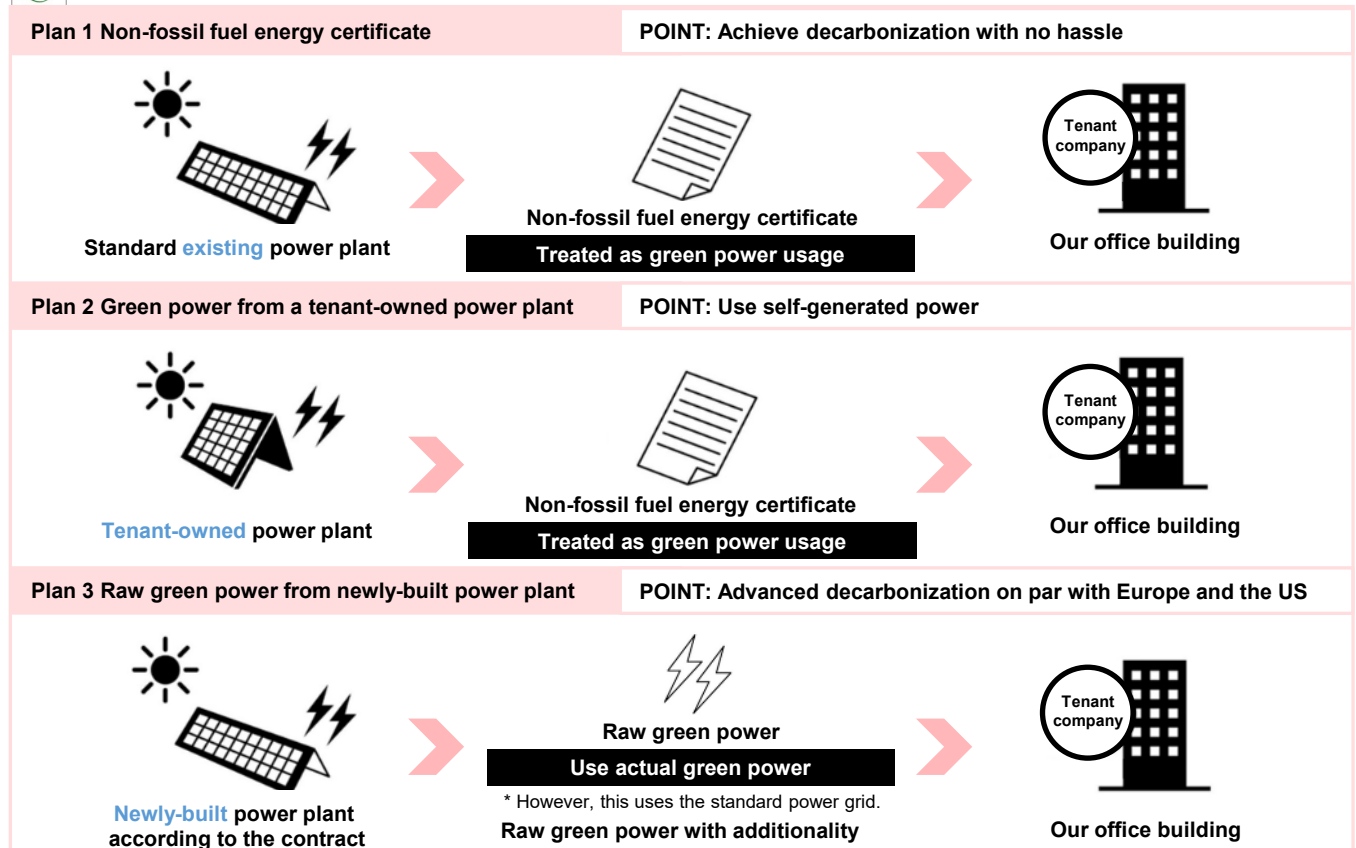 Plan 1 Non-fossil fuel energy certificate
POINT: Achieve decarbonization with no hassle
Standard existing power plant
Non-fossil fuel energy certificate
Treated as green power usage
Tenant
company
Our office building
Plan 2 Green power from a tenant-owned power plant
POINT: Use self-generated power
Tenant-owned power plant
Non-fossil fuel energy certificate
Treated as green power usage
Tenant
company
Our office building
Plan 3 Raw green power from newly-built power plant
POINT: Advanced decarbonization on par with Europe and the US
Newly-built power plant
according to the contract
Raw green power
Use actual green power
* However, this uses the standard power grid.
Raw green power with additionality
Tenant
company
Our office building